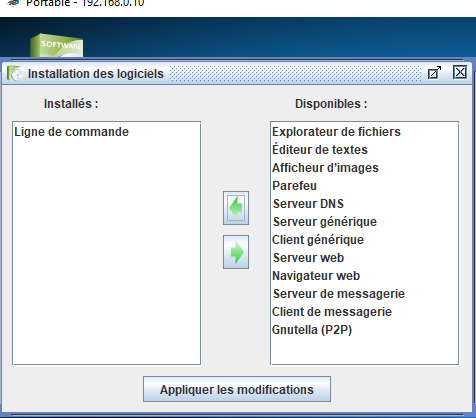 Portable - 192.168.0.10
SOFTWARE
Installation des logiciels
Installés :
Disponibles :
Ligne de commande
Explorateur de fichiers
Éditeur de textes
Afficheur d'images
Parefeu
Serveur DNS
Serveur générique
Client générique
Serveur web
Navigateur web
Serveur de messagerie
Client de messagerie
Gnutella (P2P)
Appliquer les modifications